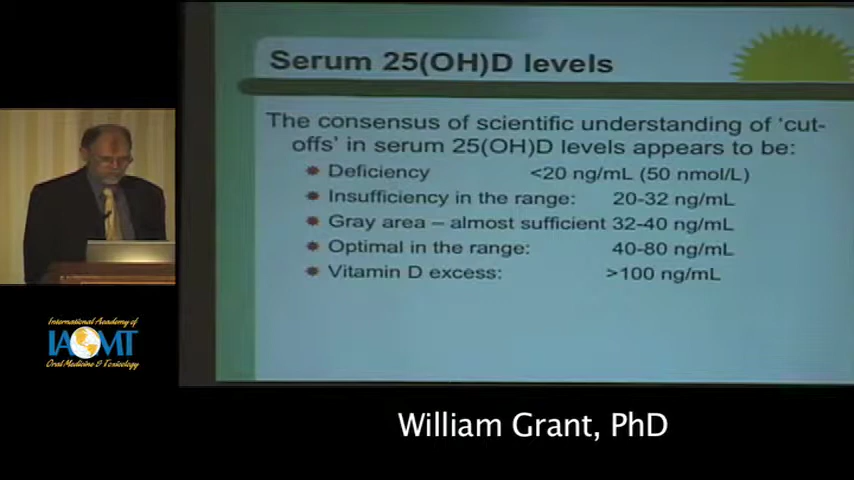 Serum 25(OH)D levels
The consensus of scientific understanding of ‘cut-
offs’ in serum 25(OH)D levels appears to be:
Deficiency <20 ng/mL (50 nmol/L)
Insufficiency in the range: 20-32 ng/mL
Gray area – almost sufficient 32-40 ng/mL
Optimal in the range: 40-80 ng/mL
Vitamin D excess: >100 ng/mL
International Academy of
IAOMT
Oral Medicine & Toxicology
William Grant, PhD